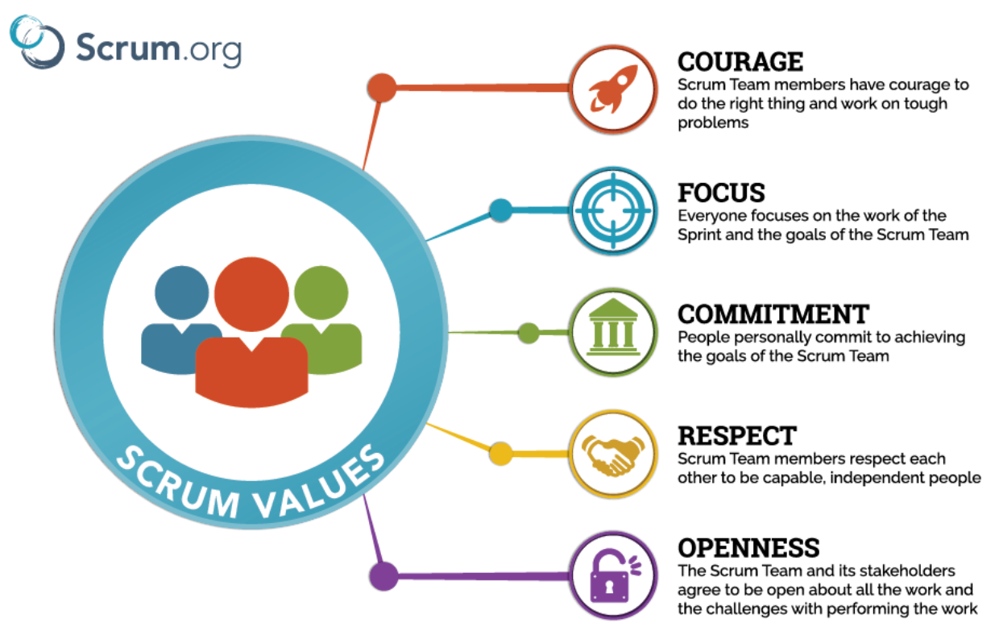 Scrum.org
SCRUM VALUES
COURAGE
Scrum Team members have courage to
do the right thing and work on tough
problems
FOCUS
Everyone focuses on the work of the
Sprint and the goals of the Scrum Team
COMMITMENT
People personally commit to achieving
the goals of the Scrum Team
RESPECT
Scrum Team members respect each
other to be capable, independent people
OPENNESS
The Scrum Team and its stakeholders
agree to be open about all the work and
the challenges with performing the work